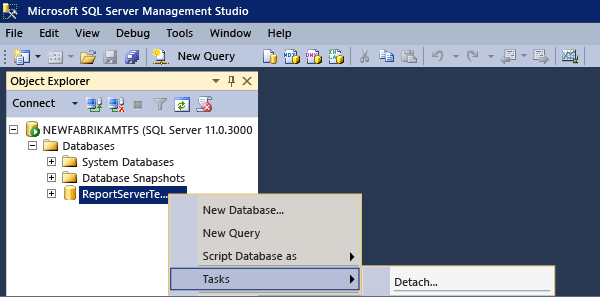 Microsoft SQL Server Management Studio
File Edit View Debug Tools Window Help
New Query
Object Explorer
Connect
NEWFABRIKAMTFS (SQL Server 11.0.3000
Databases
System Databases
Database Snapshots
ReportServerTe...
New Database...
New Query
Script Database as
Tasks
Detach...